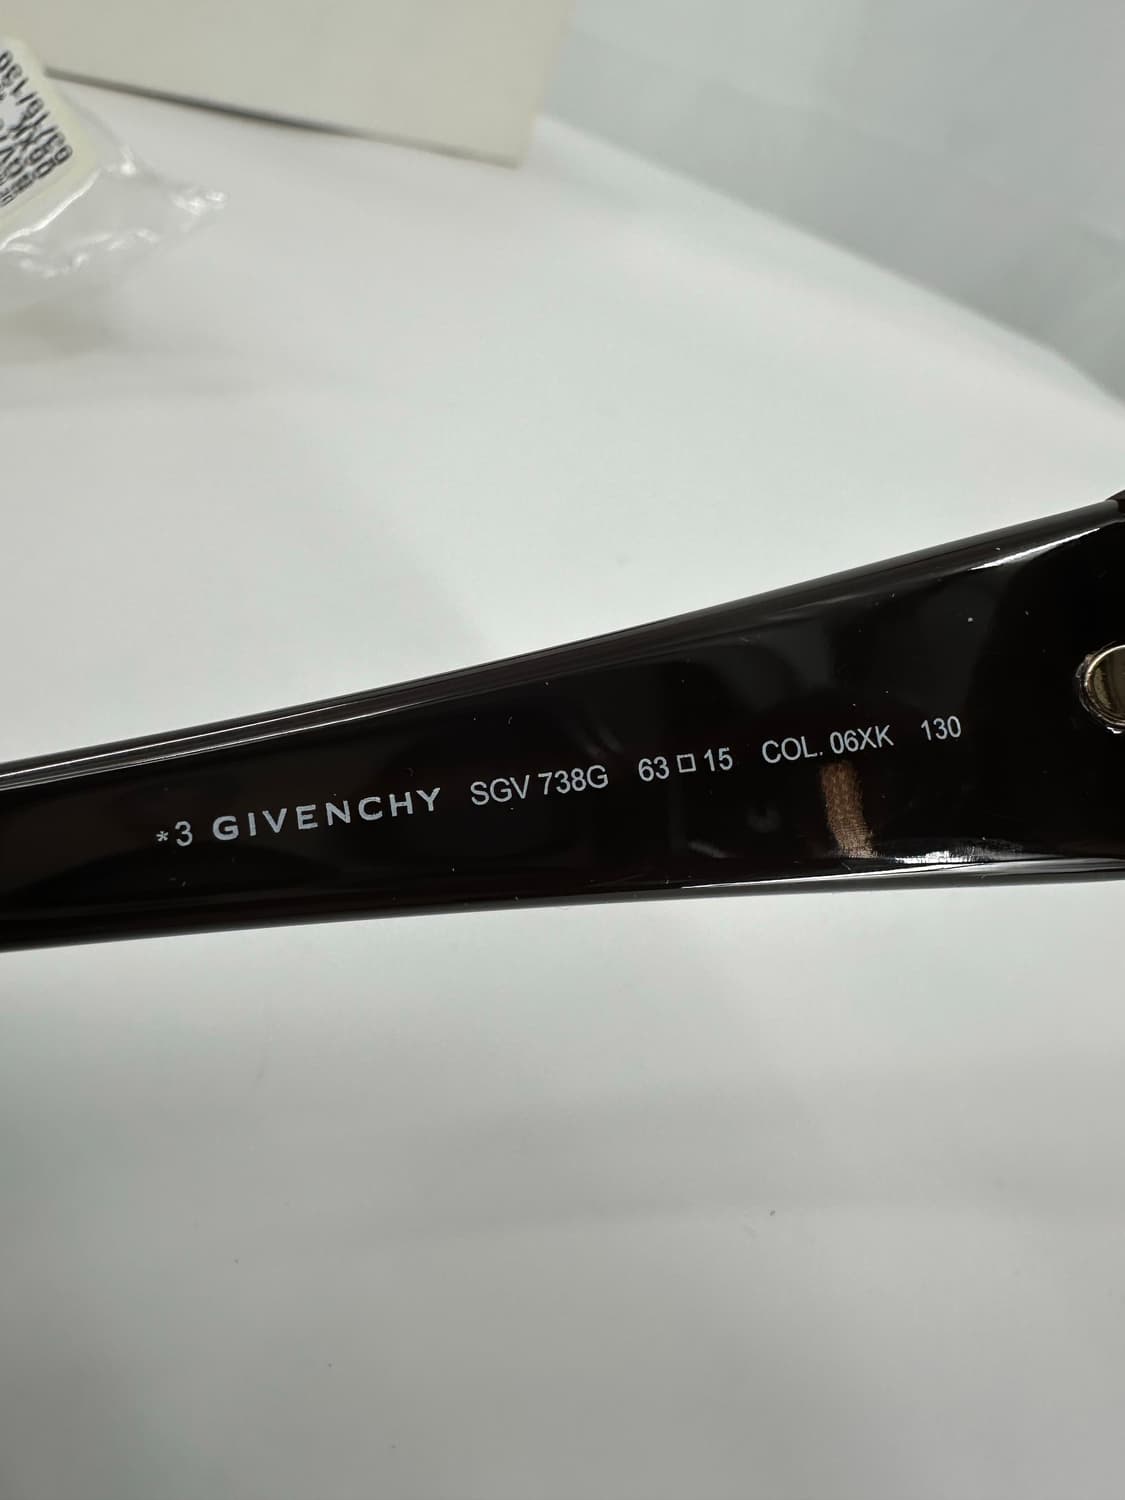 *3 GIVENCHY SGV 738G 63□15 COL. 06XK 130